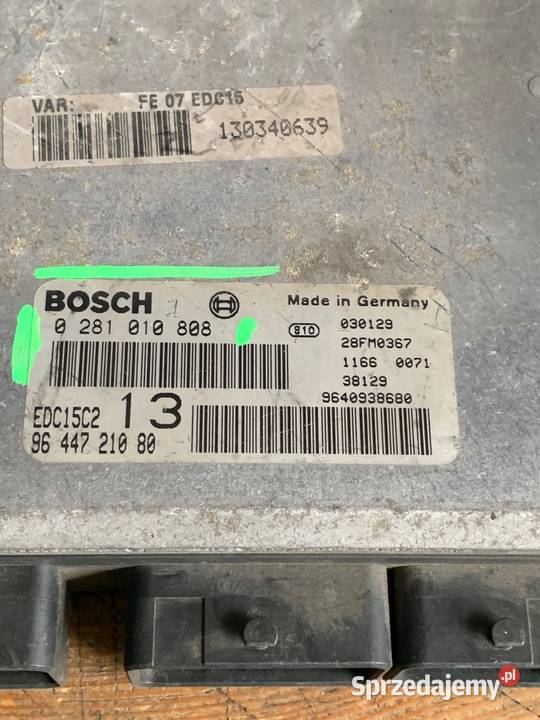 VAR: FE 07 EDC15
130340639
BOSCH Made in Germany
0 281 010 808 S10 030129
28FM0367
1166 0071
38129
9640938680
EDC15C2 13
96 447 210 80
Sprzedajemy.pl